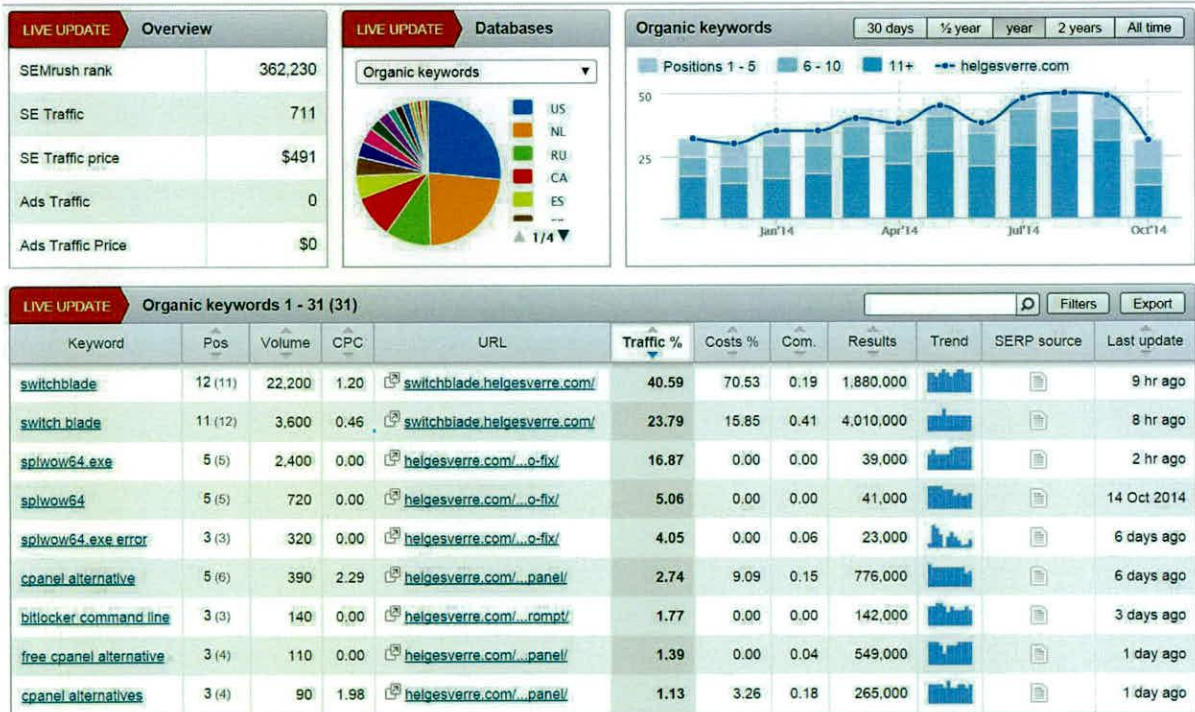 LIVE UPDATE Overview
SEMrush rank 362,230
SE Traffic 711
SE Traffic price $491
Ads Traffic 0
Ads Traffic Price $0
LIVE UPDATE Databases
Organic keywords ▼
US
NL
RU
CA
ES
1/4
Organic keywords 30 days ½ year year 2 years All time
Positions 1 - 5 6 - 10 11+ helgesverre.com
50
25
Jan'14 Apr'14 Jul'14 Oct'14
LIVE UPDATE Organic keywords 1 - 31 (31) Filters Export
Keyword Pos Volume CPC URL Traffic % Costs % Com. Results Trend SERP source Last update
switchblade 12 (11) 22,200 1.20 switchblade.helgesverre.com/ 40.59 70.53 0.19 1,880,000 9 hr ago
switch blade 11 (12) 3,600 0.46 switchblade.helgesverre.com/ 23.79 15.85 0.41 4,010,000 8 hr ago
splwow64.exe 5 (5) 2,400 0.00 helgesverre.com/...o-fix/ 16.87 0.00 0.00 39,000 2 hr ago
splwow64 5 (5) 720 0.00 helgesverre.com/...o-fix/ 5.06 0.00 0.00 41,000 14 Oct 2014
splwow64.exe error 3 (3) 320 0.00 helgesverre.com/...o-fix/ 4.05 0.00 0.06 23,000 6 days ago
cpanel alternative 5 (6) 390 2.29 helgesverre.com/...panel/ 2.74 9.09 0.15 776,000 6 days ago
bitlocker command line 3 (3) 140 0.00 helgesverre.com/...rompt/ 1.77 0.00 0.00 142,000 3 days ago
free cpanel alternative 3 (4) 110 0.00 helgesverre.com/...panel/ 1.39 0.00 0.04 549,000 1 day ago
cpanel alternatives 3 (4) 90 1.98 helgesverre.com/...panel/ 1.13 3.26 0.18 265,000 1 day ago